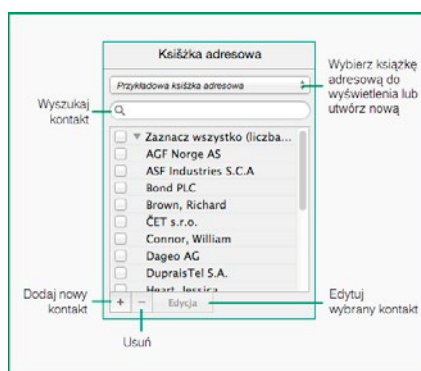 Książka adresowa
Przykładowa książka adresowa
Wybierz książkę
adresową do
wyświetlenia lub
utwórz nową
Wyszukaj
kontakt
Zaznacz wszystko (liczba...
AGF Norge AS
ASF Industries S.C.A
Bond PLC
Brown, Richard
ČET s.r.o.
Connor, William
Dageo AG
DupraisTel S.A.
Heart, Jessica
Dodaj nowy
kontakt
+ − Edycja
Edytuj
wybrany kontakt
Usuń